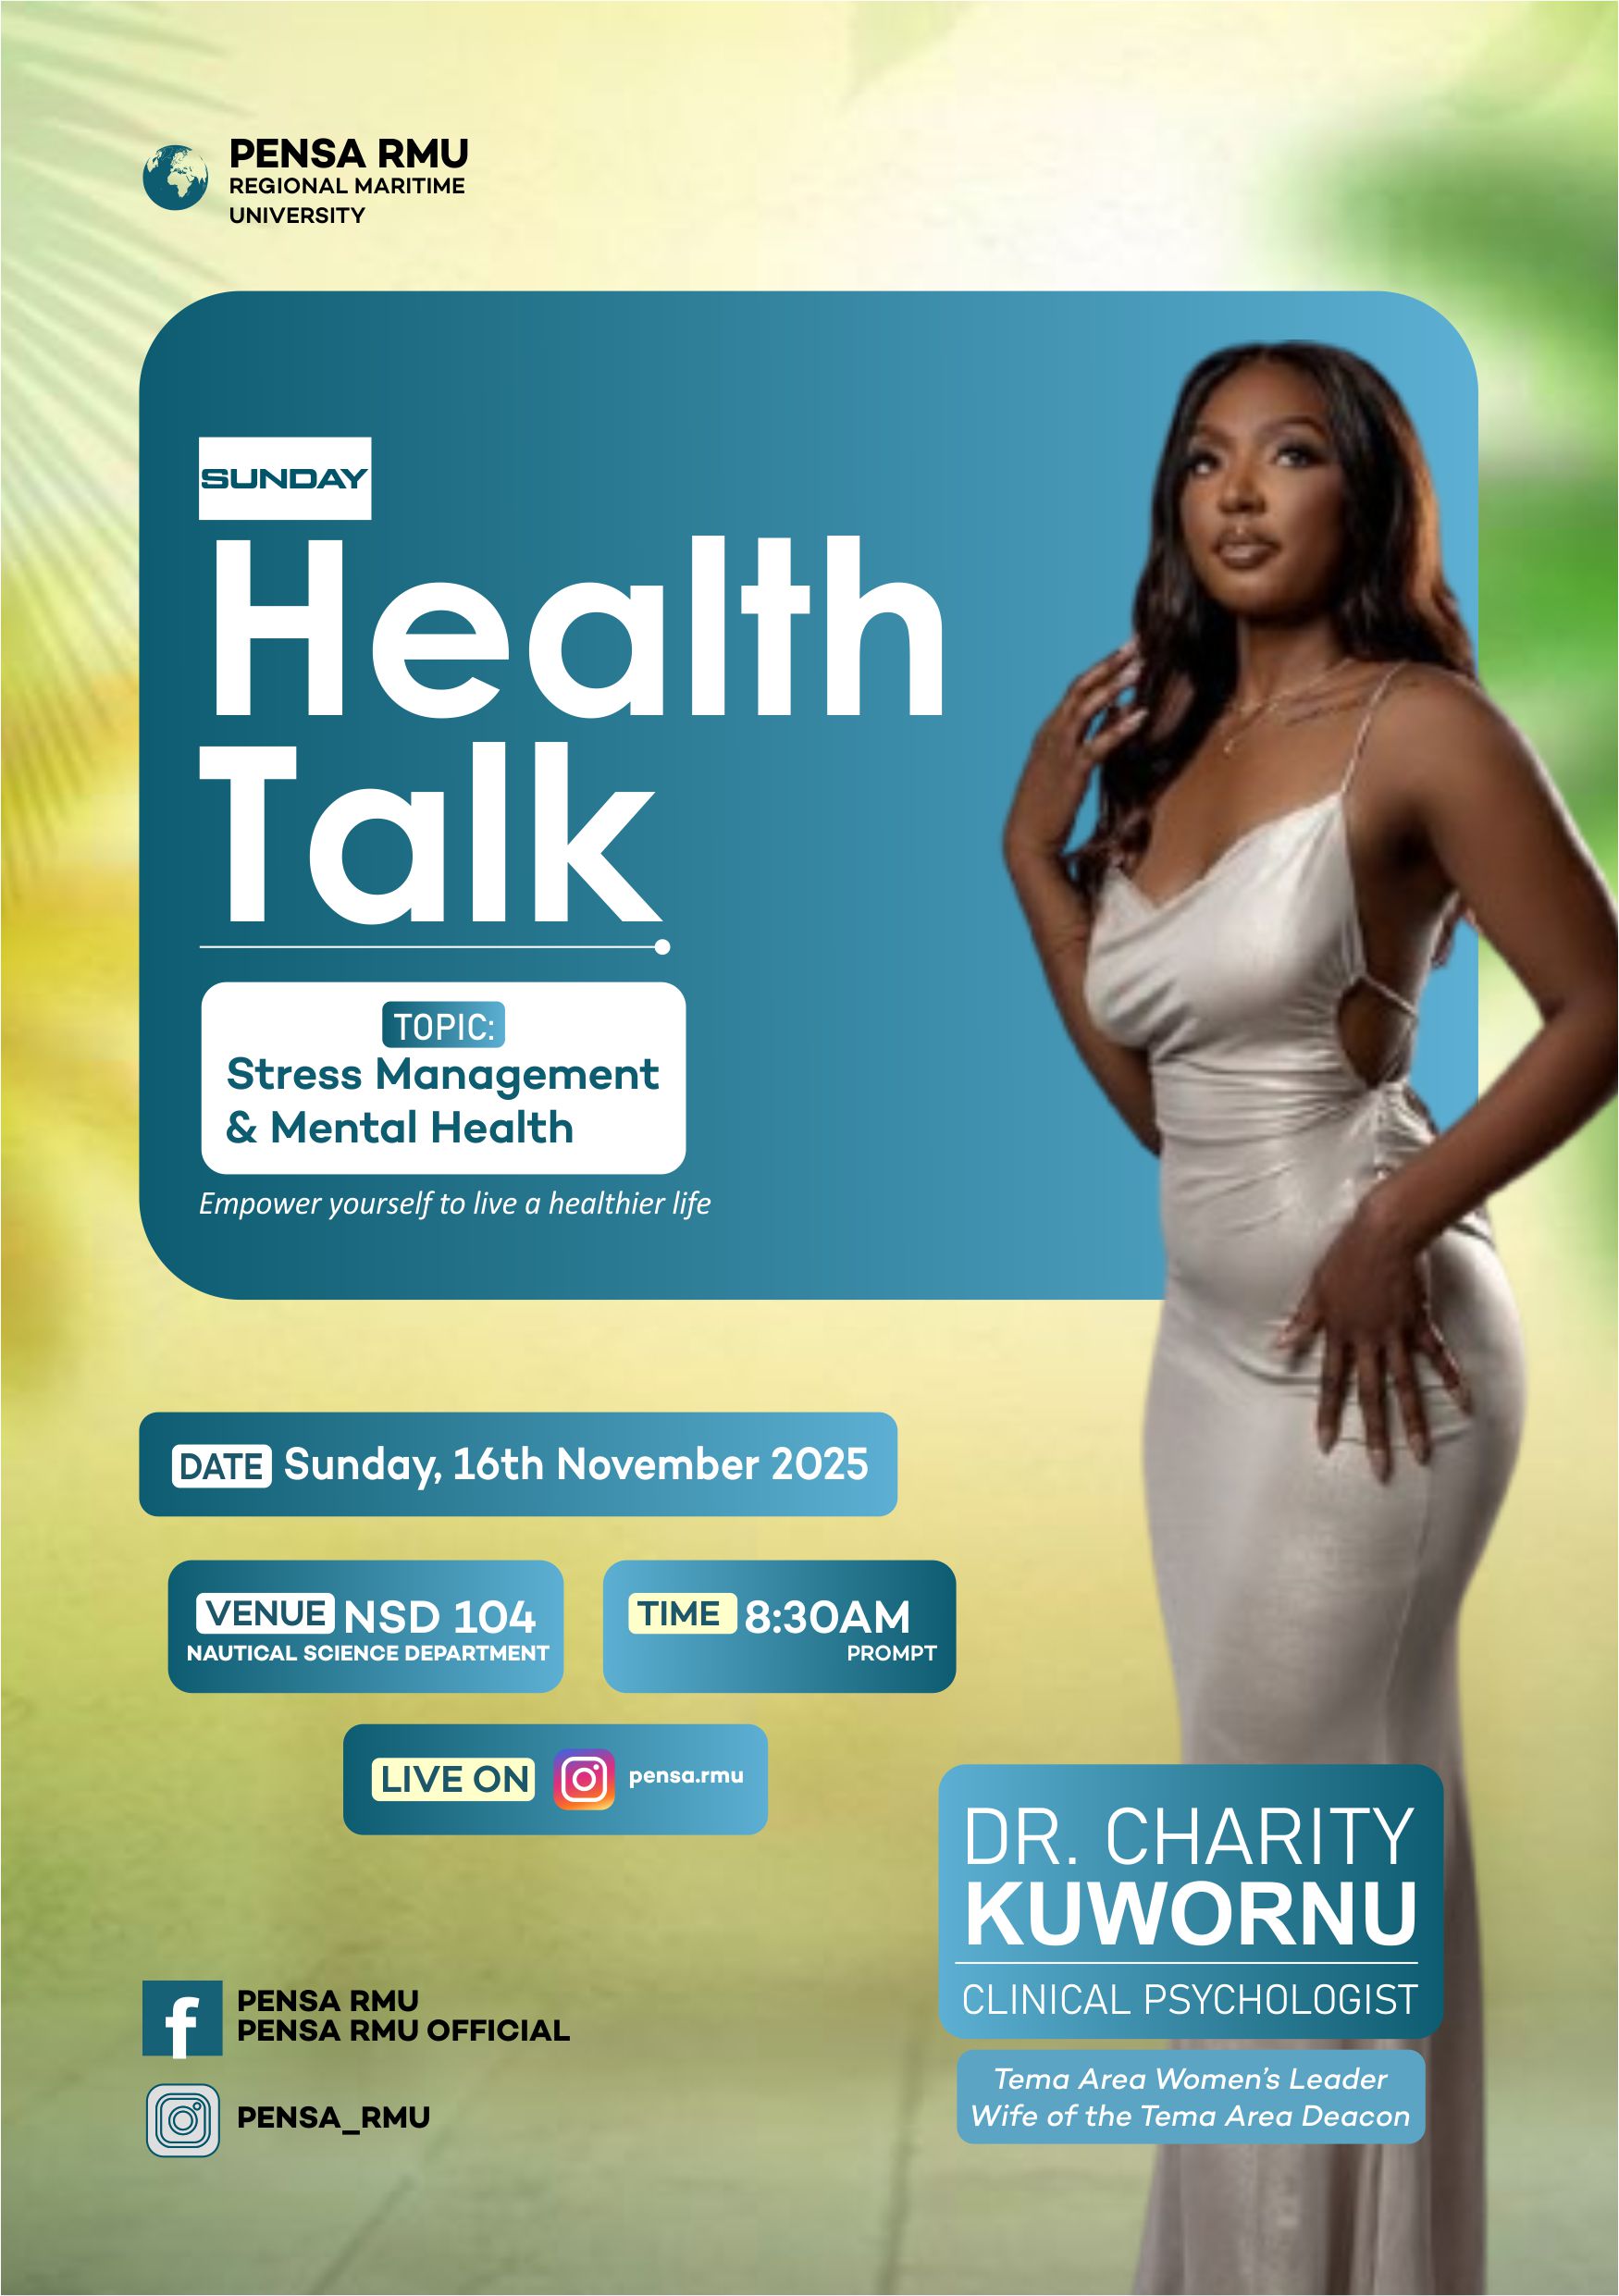 PENSA RMU
REGIONAL MARITIME
UNIVERSITY
SUNDAY
Health
Talk
TOPIC:
Stress Management
& Mental Health
Empower yourself to live a healthier life
DATE Sunday, 16th November 2025
VENUE NSD 104
NAUTICAL SCIENCE DEPARTMENT
TIME 8:30AM
PROMPT
LIVE ON pensa.rmu
DR. CHARITY
KUWORNU
CLINICAL PSYCHOLOGIST
Tema Area Women's Leader
Wife of the Tema Area Deacon
f
PENSA RMU
PENSA RMU OFFICIAL
PENSA_RMU